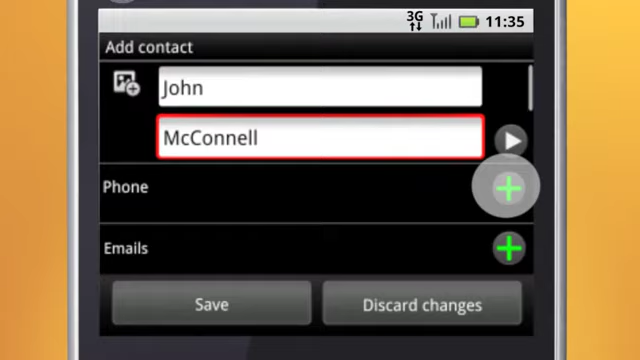 3G 11:35
Add contact
John
McConnell
Phone
Emails
Save Discard changes